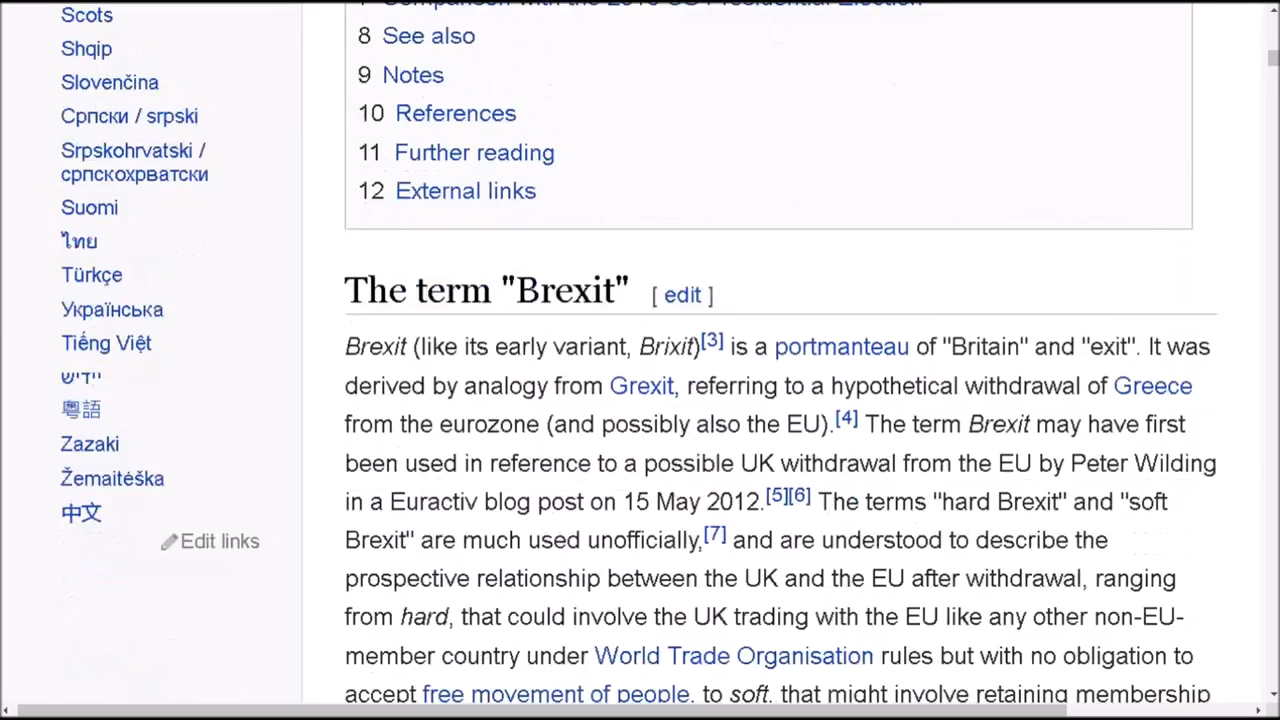 Scots
Shqip
Slovenčina
Српски / srpski
Srpskohrvatski /
српскохрватски
Suomi
ไทย
Türkçe
Українська
Tiếng Việt
ייִדיש
粵語
Zazaki
Žemaitėška
中文
Edit links
7 Comparison with the 2016 US Presidential Election
8 See also
9 Notes
10 References
11 Further reading
12 External links
The term "Brexit" [ edit ]
Brexit (like its early variant, Brixit)[3] is a portmanteau of "Britain" and "exit". It was
derived by analogy from Grexit, referring to a hypothetical withdrawal of Greece
from the eurozone (and possibly also the EU).[4] The term Brexit may have first
been used in reference to a possible UK withdrawal from the EU by Peter Wilding
in a Euractiv blog post on 15 May 2012.[5][6] The terms "hard Brexit" and "soft
Brexit" are much used unofficially,[7] and are understood to describe the
prospective relationship between the UK and the EU after withdrawal, ranging
from hard, that could involve the UK trading with the EU like any other non-EU-
member country under World Trade Organisation rules but with no obligation to
accept free movement of people, to soft, that might involve retaining membership